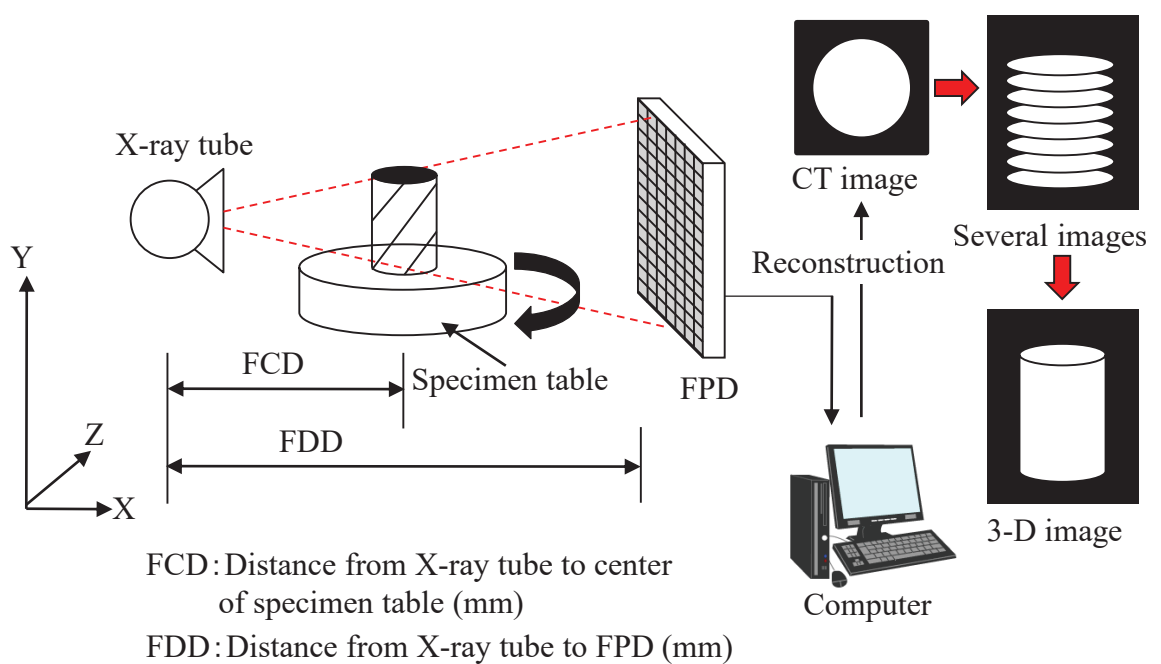 X-ray tube
CT image
Several images
Reconstruction
Y
FCD
Specimen table
FPD
Z
FDD
X
3-D image
Computer
FCD:Distance from X-ray tube to center
of specimen table (mm)
FDD:Distance from X-ray tube to FPD (mm)